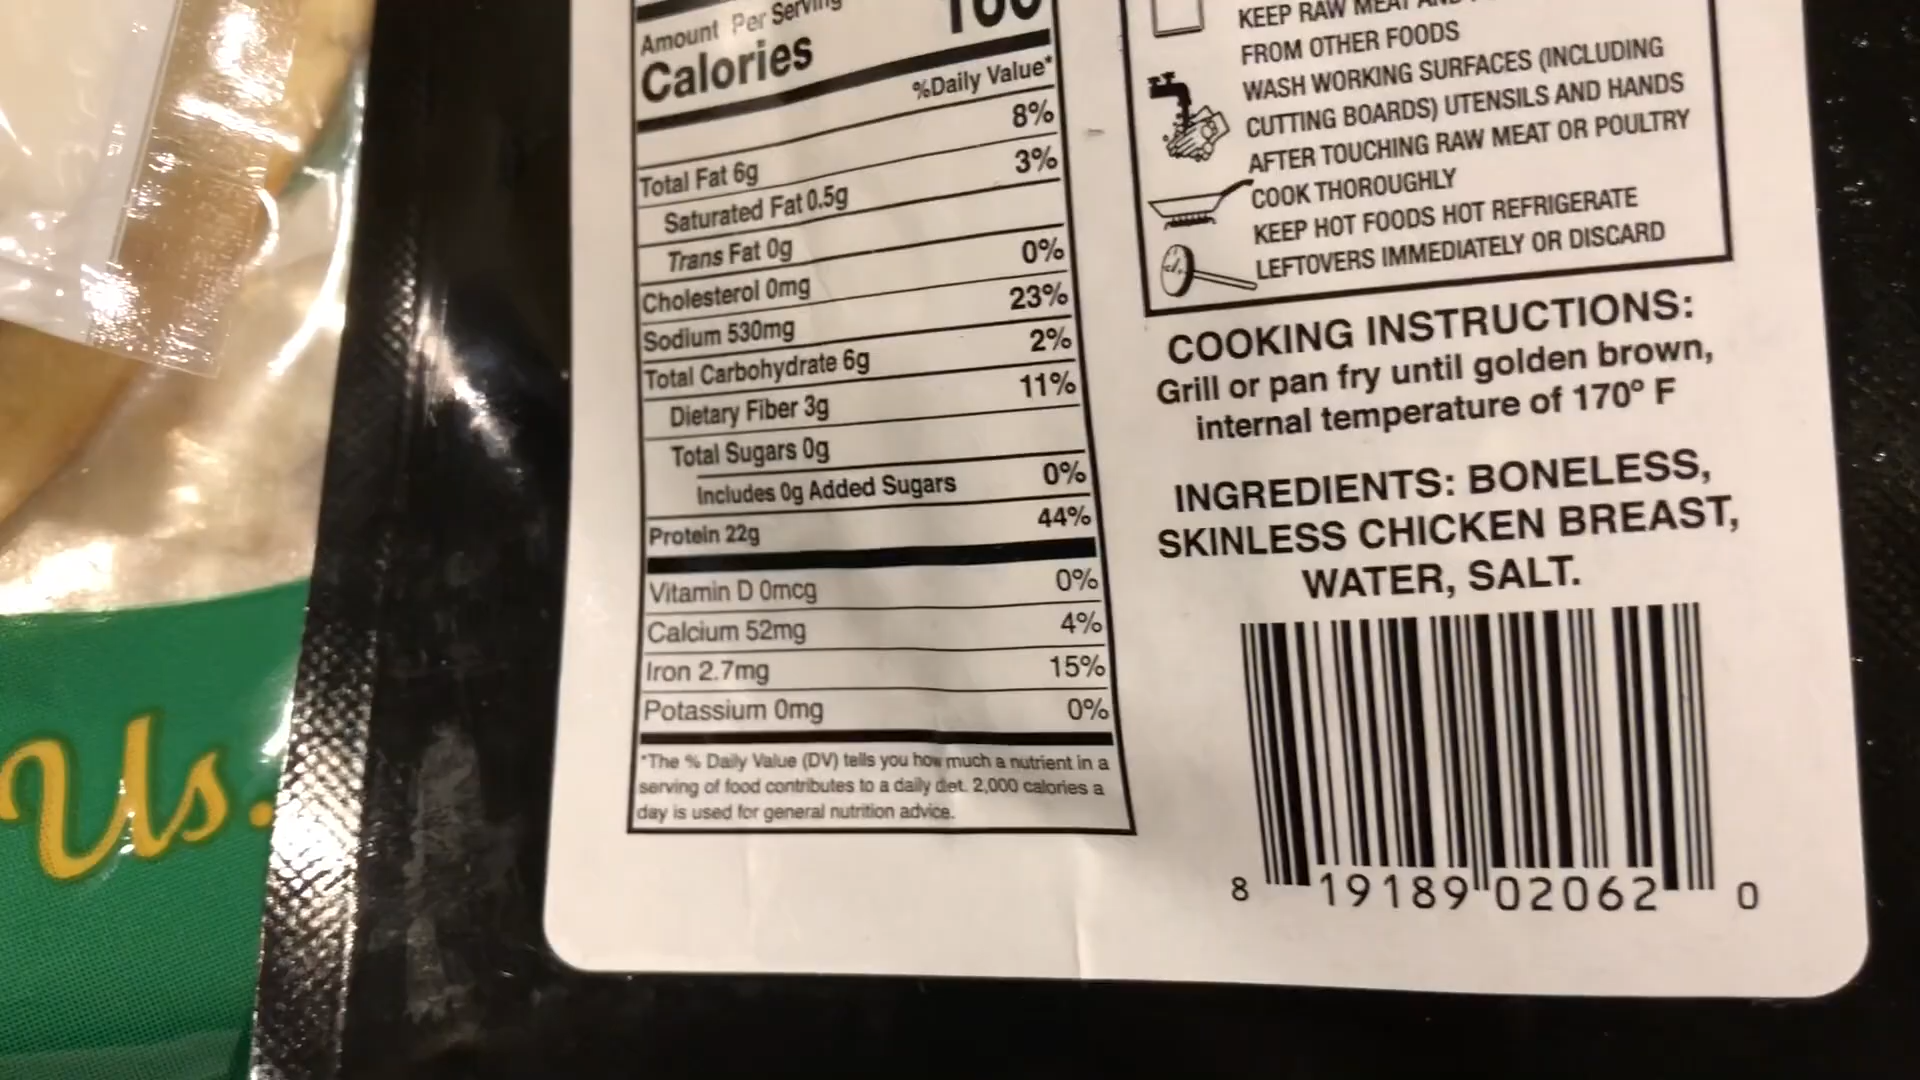 Amount Per Serving
Calories
%Daily Value*
Total Fat 6g 8%
Saturated Fat 0.5g 3%
Trans Fat 0g
Cholesterol 0mg 0%
Sodium 530mg 23%
Total Carbohydrate 6g 2%
Dietary Fiber 3g 11%
Total Sugars 0g
Includes 0g Added Sugars 0%
Protein 22g 44%
Vitamin D 0mcg 0%
Calcium 52mg 4%
Iron 2.7mg 15%
Potassium 0mg 0%
*The % Daily Value (DV) tells you how much a nutrient in a
serving of food contributes to a daily diet. 2,000 calories a
day is used for general nutrition advice.
KEEP RAW MEAT
FROM OTHER FOODS
WASH WORKING SURFACES (INCLUDING
CUTTING BOARDS) UTENSILS AND HANDS
AFTER TOUCHING RAW MEAT OR POULTRY
COOK THOROUGHLY
KEEP HOT FOODS HOT REFRIGERATE
LEFTOVERS IMMEDIATELY OR DISCARD
COOKING INSTRUCTIONS:
Grill or pan fry until golden brown,
internal temperature of 170° F
INGREDIENTS: BONELESS,
SKINLESS CHICKEN BREAST,
WATER, SALT.
8 19189 02062 0
Us.